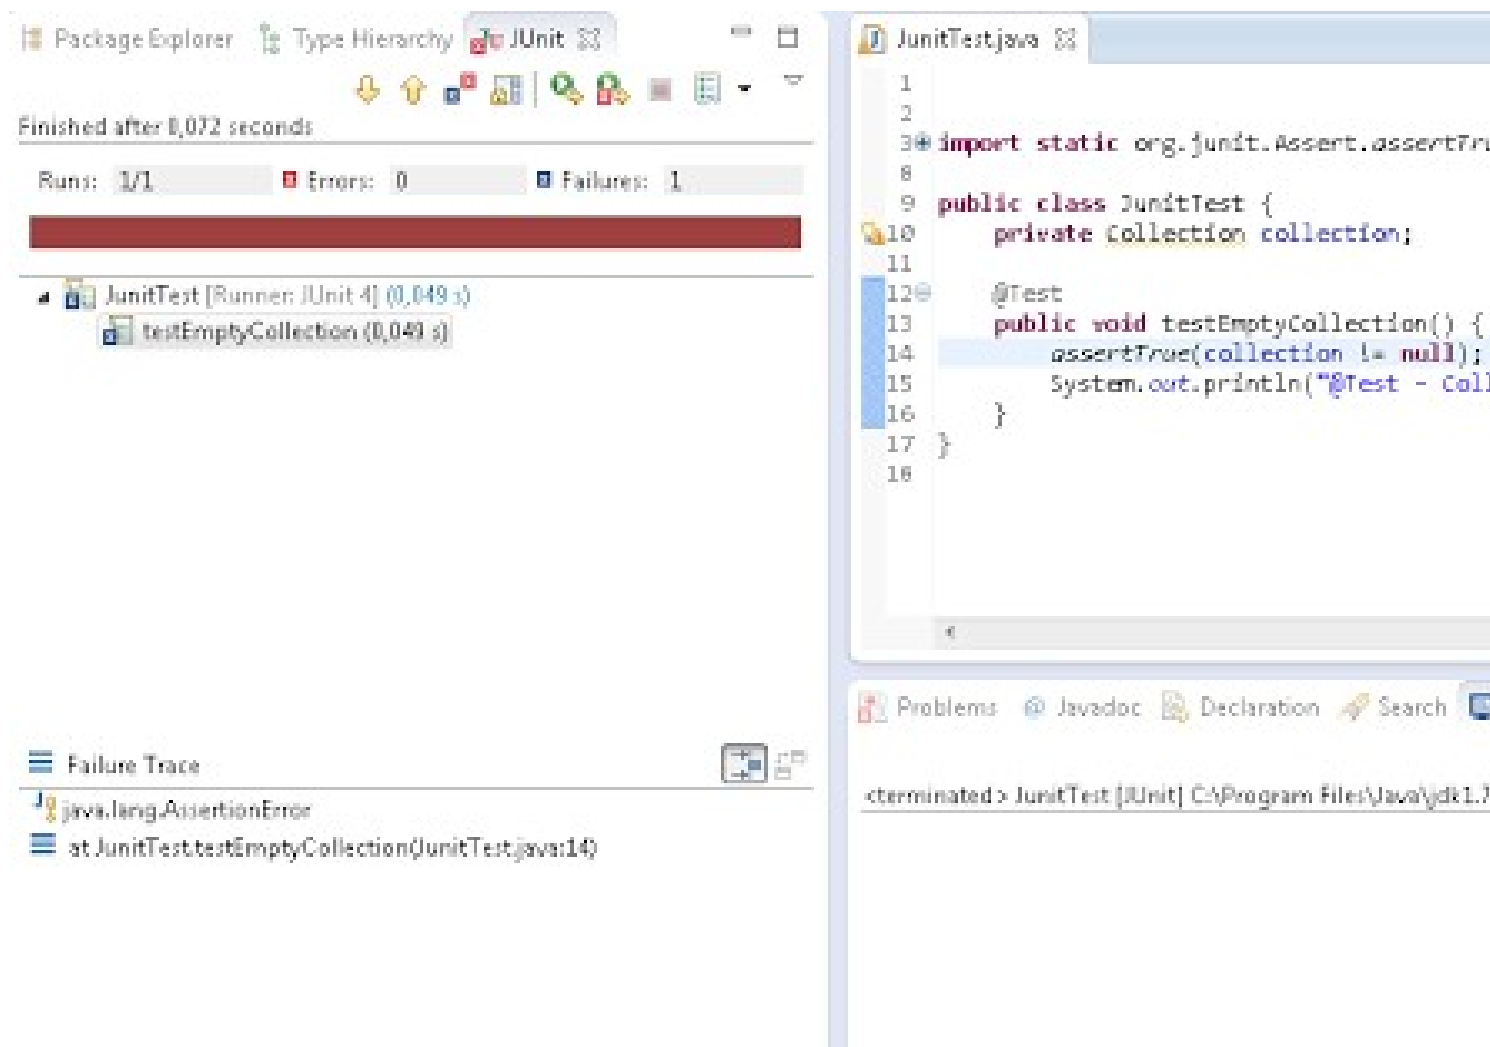 Package Explorer Type Hierarchy JUnit
Finished after 0,072 seconds
Runs: 1/1 Errors: 0 Failures: 1
JunitTest [Runner: JUnit 4] (0,049 s)
testEmptyCollection (0,049 s)
Failure Trace
java.lang.AssertionError
at JunitTest.testEmptyCollection(JunitTest.java:14)
JunitTest.java
1
2
3 import static org.junit.Assert.assertTru
8
9 public class JunitTest {
10 private Collection collection;
11
12 @Test
13 public void testEmptyCollection() {
14 assertTrue(collection != null);
15 System.out.println("@Test - Coll
16 }
17 }
18
Problems @ Javadoc Declaration Search
<terminated> JunitTest [JUnit] C:\Program Files\Java\jdk1.7